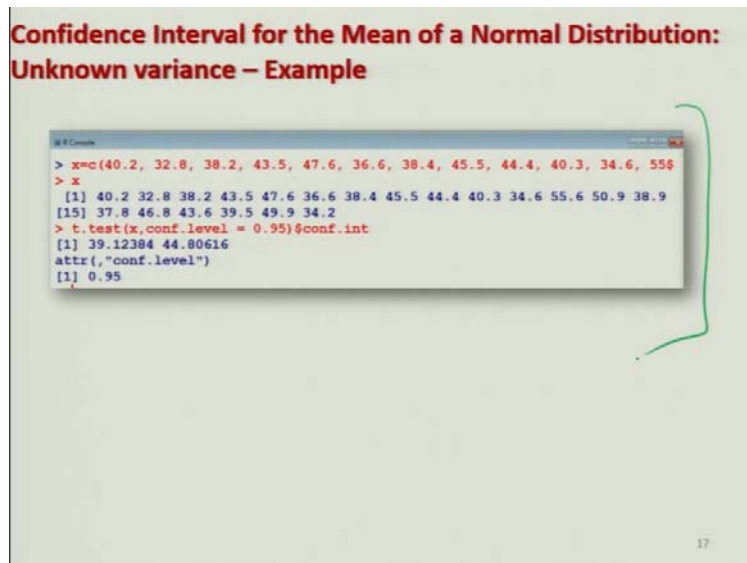 Confidence Interval for the Mean of a Normal Distribution:
Unknown variance – Example
R Console
> x=c(40.2, 32.8, 38.2, 43.5, 47.6, 36.6, 38.4, 45.5, 44.4, 40.3, 34.6, 55$
> x
[1] 40.2 32.8 38.2 43.5 47.6 36.6 38.4 45.5 44.4 40.3 34.6 55.6 50.9 38.9
[15] 37.8 46.8 43.6 39.5 49.9 34.2
> t.test(x,conf.level = 0.95)$conf.int
[1] 39.12384 44.80616
attr(,"conf.level")
[1] 0.95
17